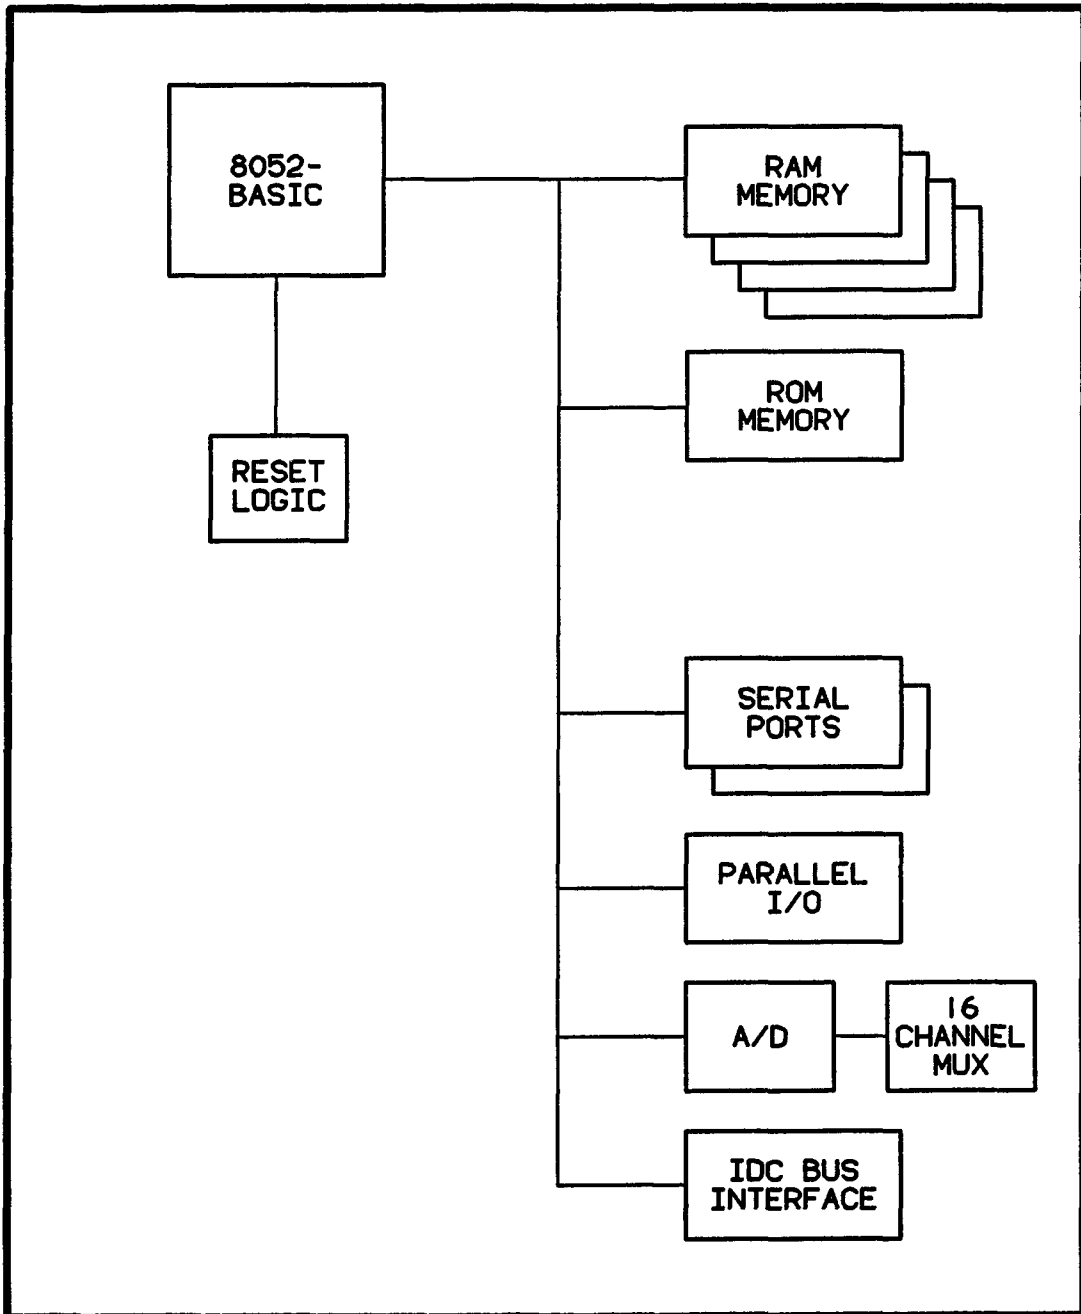 8052-
BASIC
RAM
MEMORY
ROM
MEMORY
RESET
LOGIC
SERIAL
PORTS
PARALLEL
I/O
A/D
16
CHANNEL
MUX
IDC BUS
INTERFACE